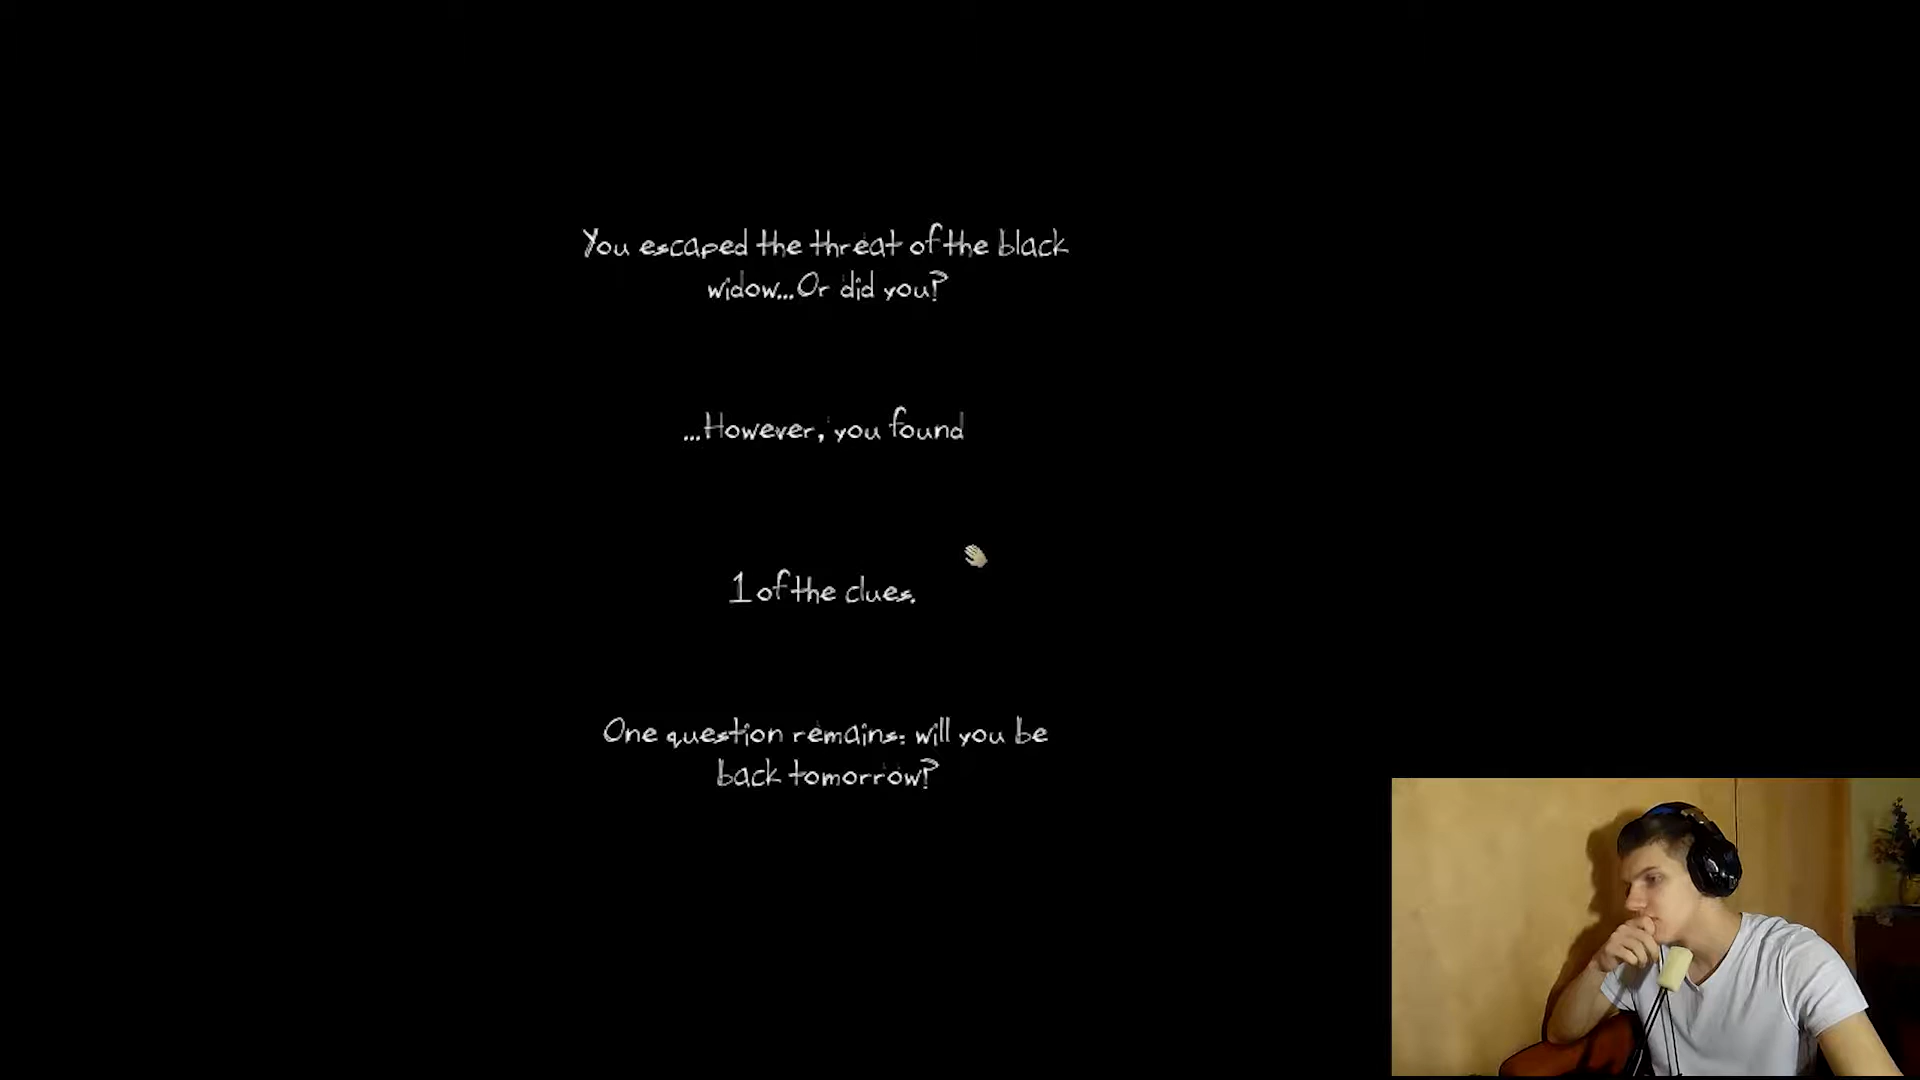 You escaped the threat of the black
widow...Or did you?
...However, you found
1 of the clues.
One question remains: will you be
back tomorrow?